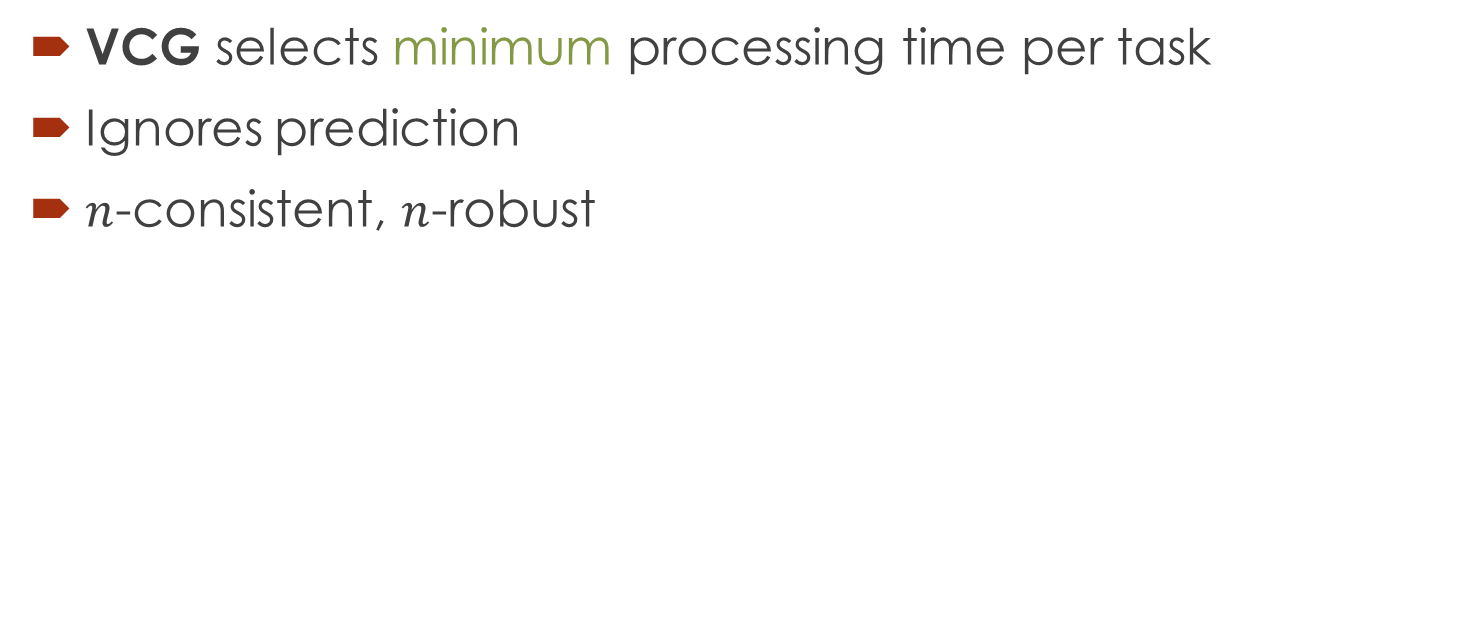 VCG selects minimum processing time per task
Ignores prediction
n-consistent, n-robust